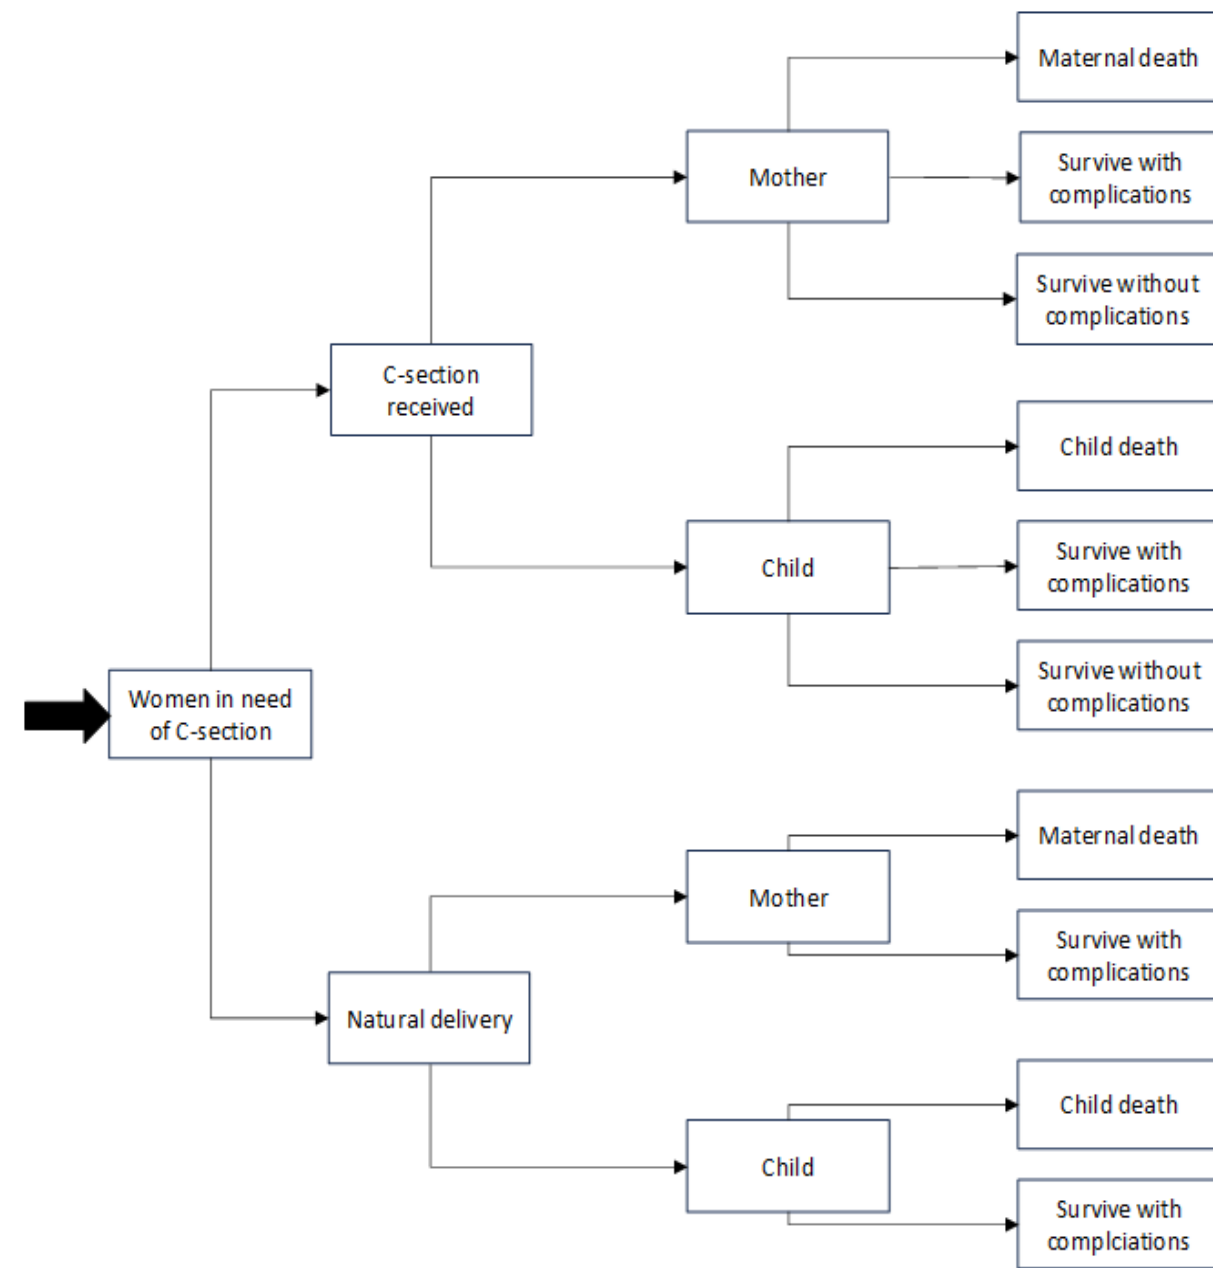 Maternal death
Mother
Survive with
complications
Survive without
complications
C-section
received
Child death
Child
Survive with
complications
Survive without
complications
Women in need
of C-section
Maternal death
Mother
Survive with
complications
Natural delivery
Child death
Child
Survive with
complciations